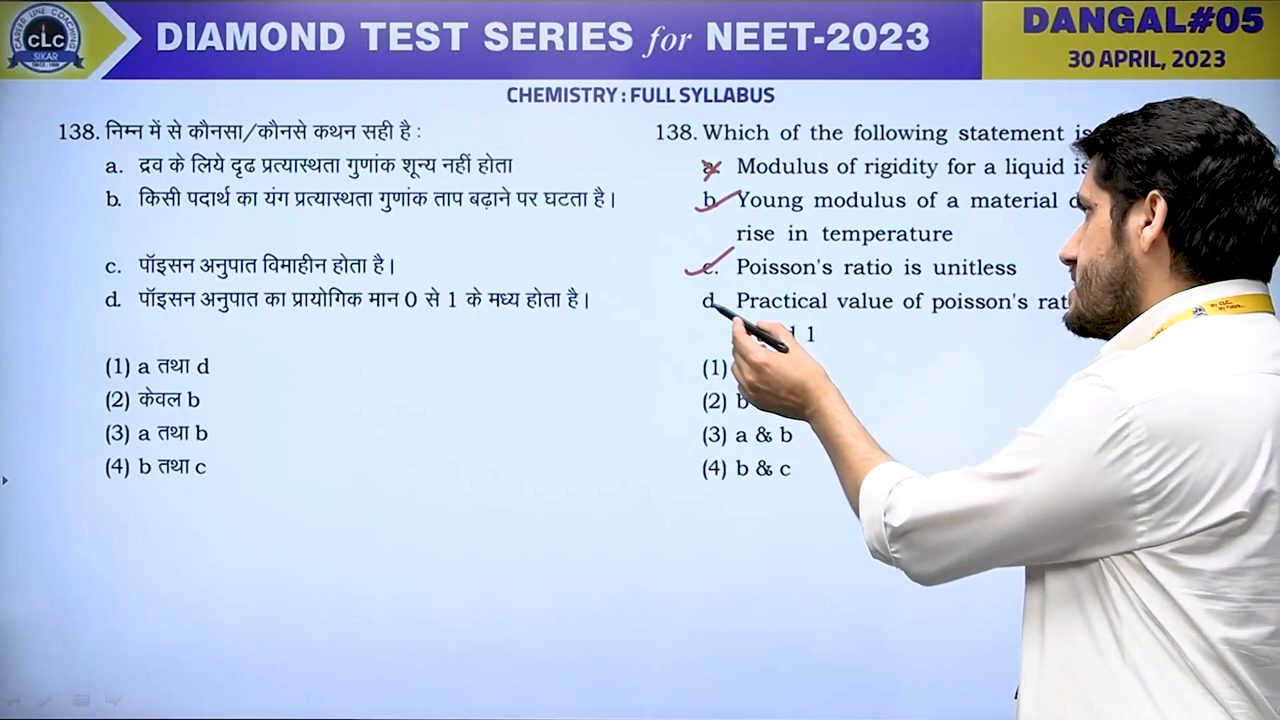 CAREER LINE COACHING
CLC
SIKAR
DIAMOND TEST SERIES for NEET-2023
DANGAL#05
30 APRIL, 2023
CHEMISTRY : FULL SYLLABUS
138. निम्न में से कौनसा/कौनसे कथन सही है :
a. द्रव के लिये दृढ प्रत्यास्थता गुणांक शून्य नहीं होता
b. किसी पदार्थ का यंग प्रत्यास्थता गुणांक ताप बढ़ाने पर घटता है।
c. पॉइसन अनुपात विमाहीन होता है।
d. पॉइसन अनुपात का प्रायोगिक मान 0 से 1 के मध्य होता है।
(1) a तथा d
(2) केवल b
(3) a तथा b
(4) b तथा c
138. Which of the following statement is
a. Modulus of rigidity for a liquid is
b. Young modulus of a material
rise in temperature
c. Poisson's ratio is unitless
d. Practical value of poisson's
1
(1)
(2) b
(3) a & b
(4) b & c